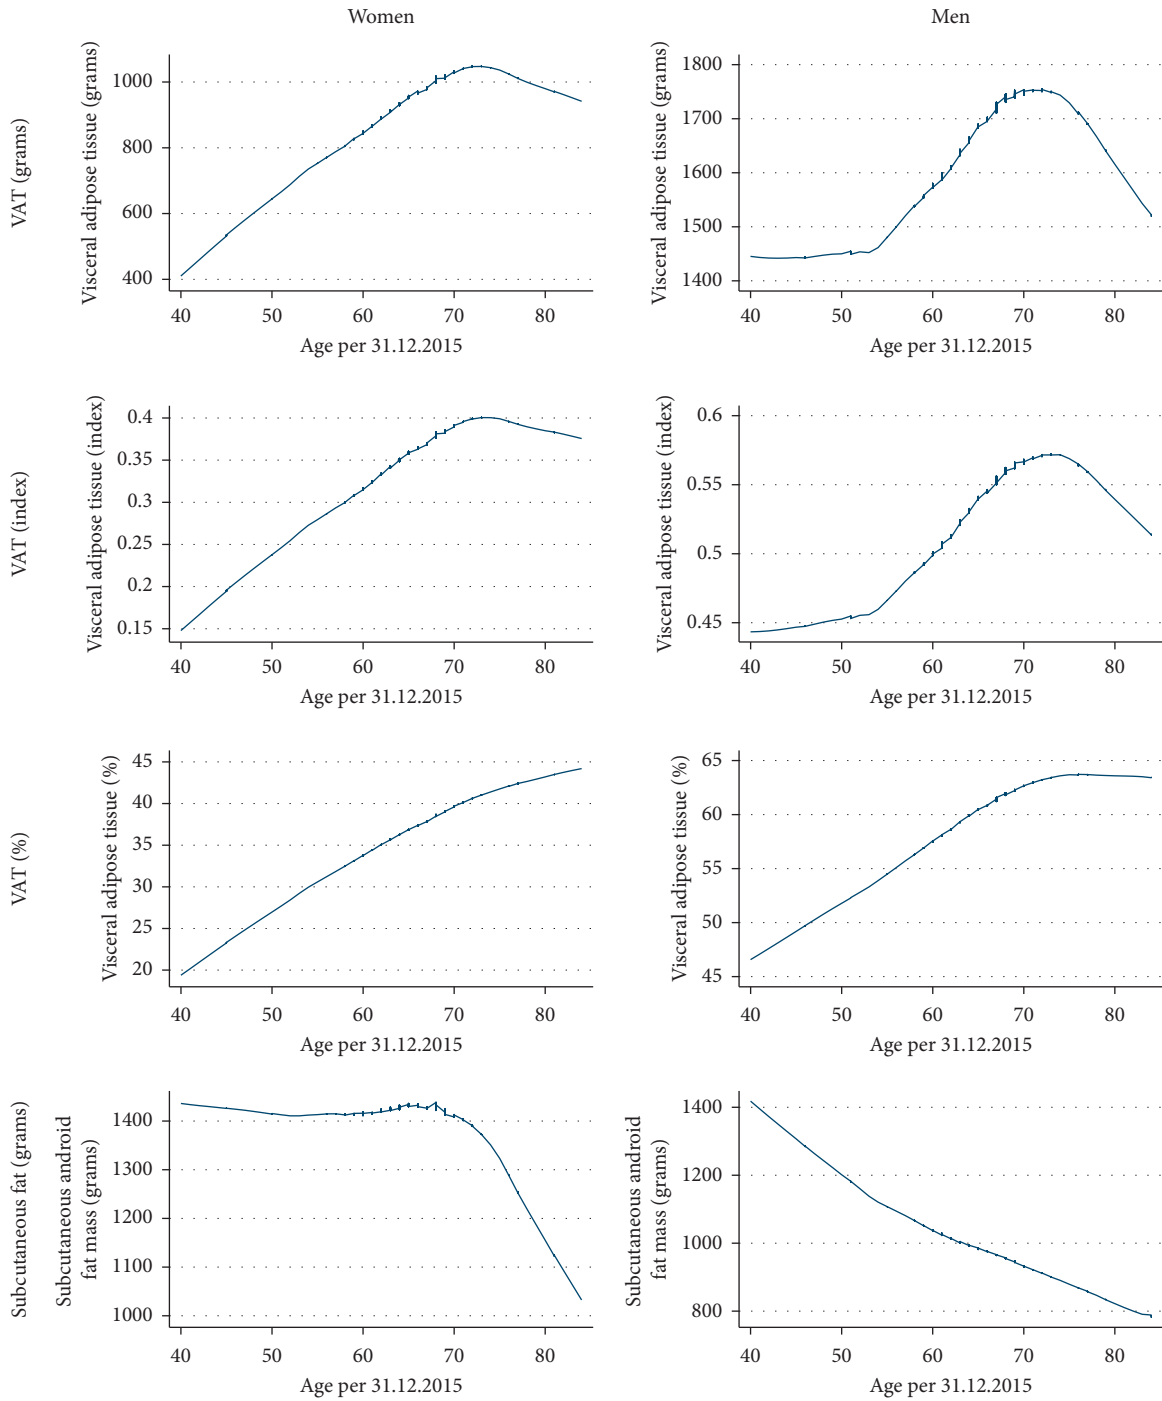 Women
Men
VAT (grams)
Visceral adipose tissue (grams)
1000
800
600
400
40 50 60 70 80
Age per 31.12.2015
Visceral adipose tissue (grams)
1800
1700
1600
1500
1400
40 50 60 70 80
Age per 31.12.2015
VAT (index)
Visceral adipose tissue (index)
0.4
0.35
0.3
0.25
0.2
0.15
40 50 60 70 80
Age per 31.12.2015
Visceral adipose tissue (index)
0.6
0.55
0.5
0.45
40 50 60 70 80
Age per 31.12.2015
VAT (%)
Visceral adipose tissue (%)
45
40
35
30
25
20
40 50 60 70 80
Age per 31.12.2015
Visceral adipose tissue (%)
65
60
55
50
45
40 50 60 70 80
Age per 31.12.2015
Subcutaneous fat (grams)
Subcutaneous android
fat mass (grams)
1400
1300
1200
1100
1000
40 50 60 70 80
Age per 31.12.2015
Subcutaneous android
fat mass (grams)
1400
1200
1000
800
40 50 60 70 80
Age per 31.12.2015